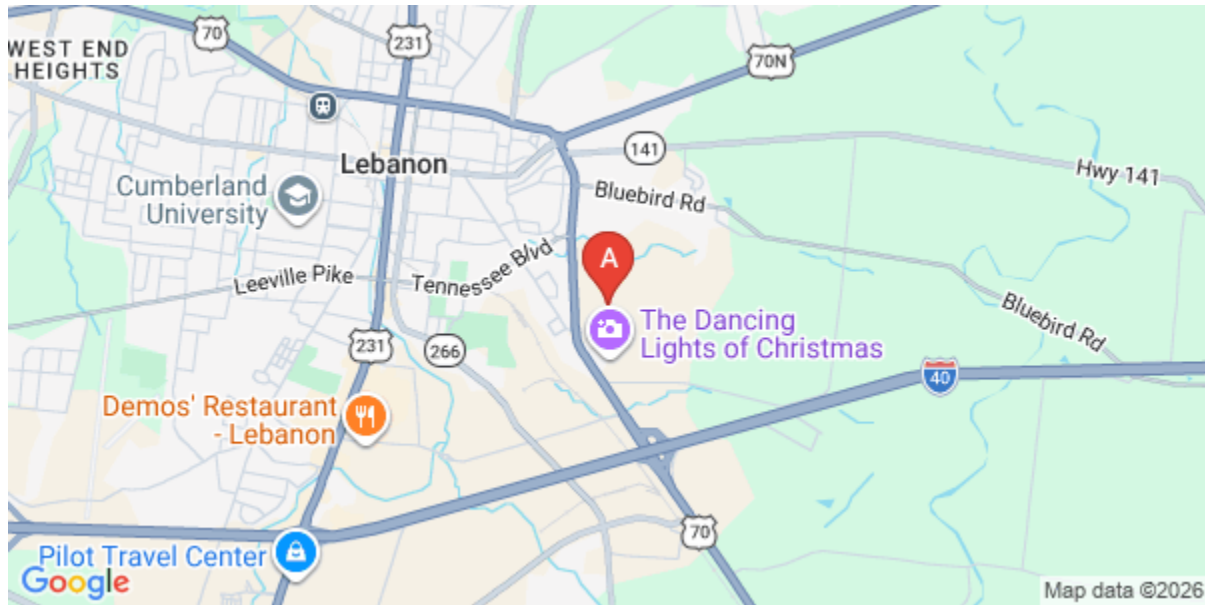 70
231
WEST END
HEIGHTS
70N
Lebanon
141
Hwy 141
Cumberland
University
Bluebird Rd
Leeville Pike
Tennessee Blvd
A
Bluebird Rd
The Dancing
Lights of Christmas
231
266
40
Demos' Restaurant
- Lebanon
70
Pilot Travel Center
Google
Map data ©2026